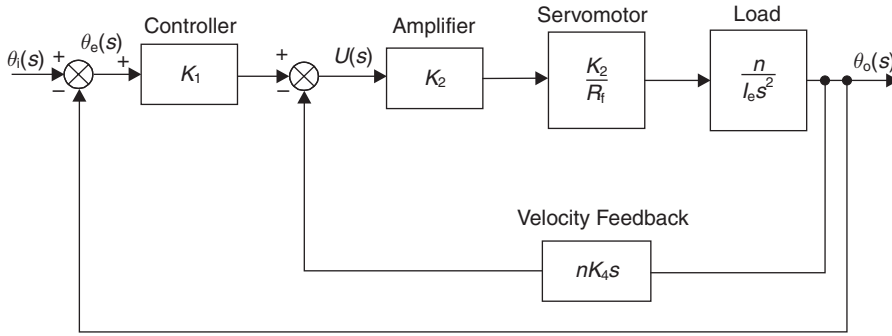 Controller
Amplifier
Servomotor
Load
θi(s)
+
−
θe(s)
+
K1
+
−
U(s)
K2
K2
Rf
n
Ies²
θo(s)
Velocity Feedback
nK4s